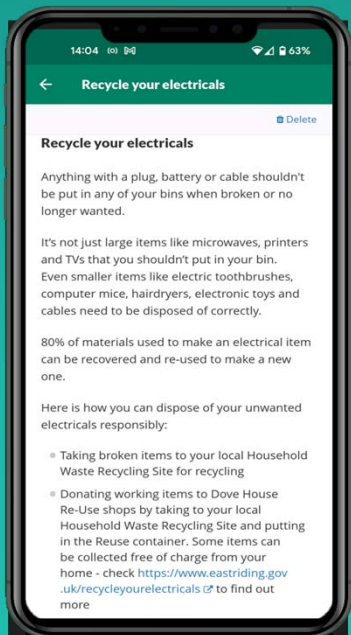 14:04 63%
Recycle your electricals
Delete
Recycle your electricals
Anything with a plug, battery or cable shouldn't
be put in any of your bins when broken or no
longer wanted.
It's not just large items like microwaves, printers
and TVs that you shouldn’t put in your bin.
Even smaller items like electric toothbrushes,
computer mice, hairdryers, electronic toys and
cables need to be disposed of correctly.
80% of materials used to make an electrical item
can be recovered and re-used to make a new
one.
Here is how you can dispose of your unwanted
electricals responsibly:
Taking broken items to your local Household
Waste Recycling Site for recycling
Donating working items to Dove House
Re-Use shops by taking to your local
Household Waste Recycling Site and putting
in the Reuse container. Some items can
be collected free of charge from your
home - check https://www.eastriding.gov
.uk/recycleyourelectricals to find out
more